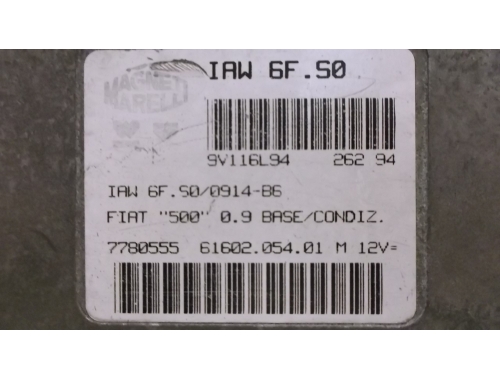 IAW 6F.S0
MAGNETI
MARELLI
9V116L94 262 94
IAW 6F.S0/0914-B6
FIAT "500" 0.9 BASE/CONDIZ.
7780555 61602.054.01 M 12V=